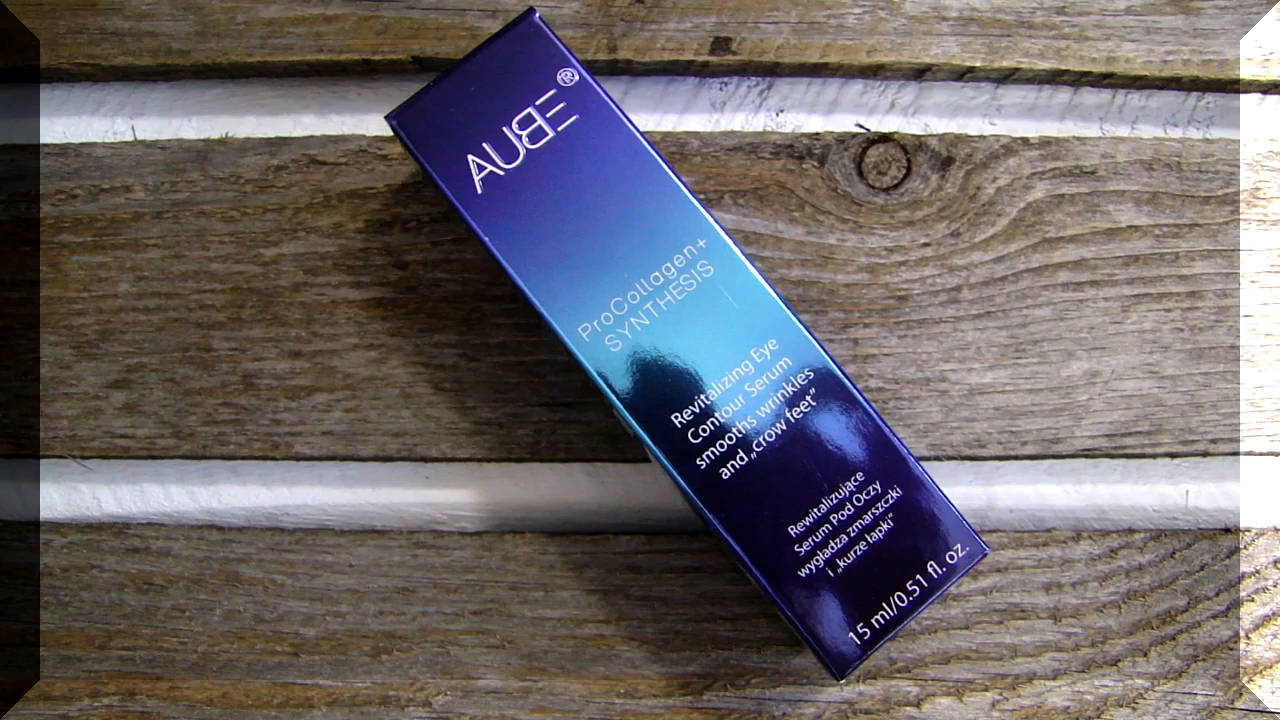 AUBE®
ProCollagen+
SYNTHESIS
Revitalizing Eye
Contour Serum
smooths wrinkles
and „crow feet”
Rewitalizujące
Serum Pod Oczy
wygładza zmarszczki
i „kurze łapki”
15 ml/0.51 fl. oz.